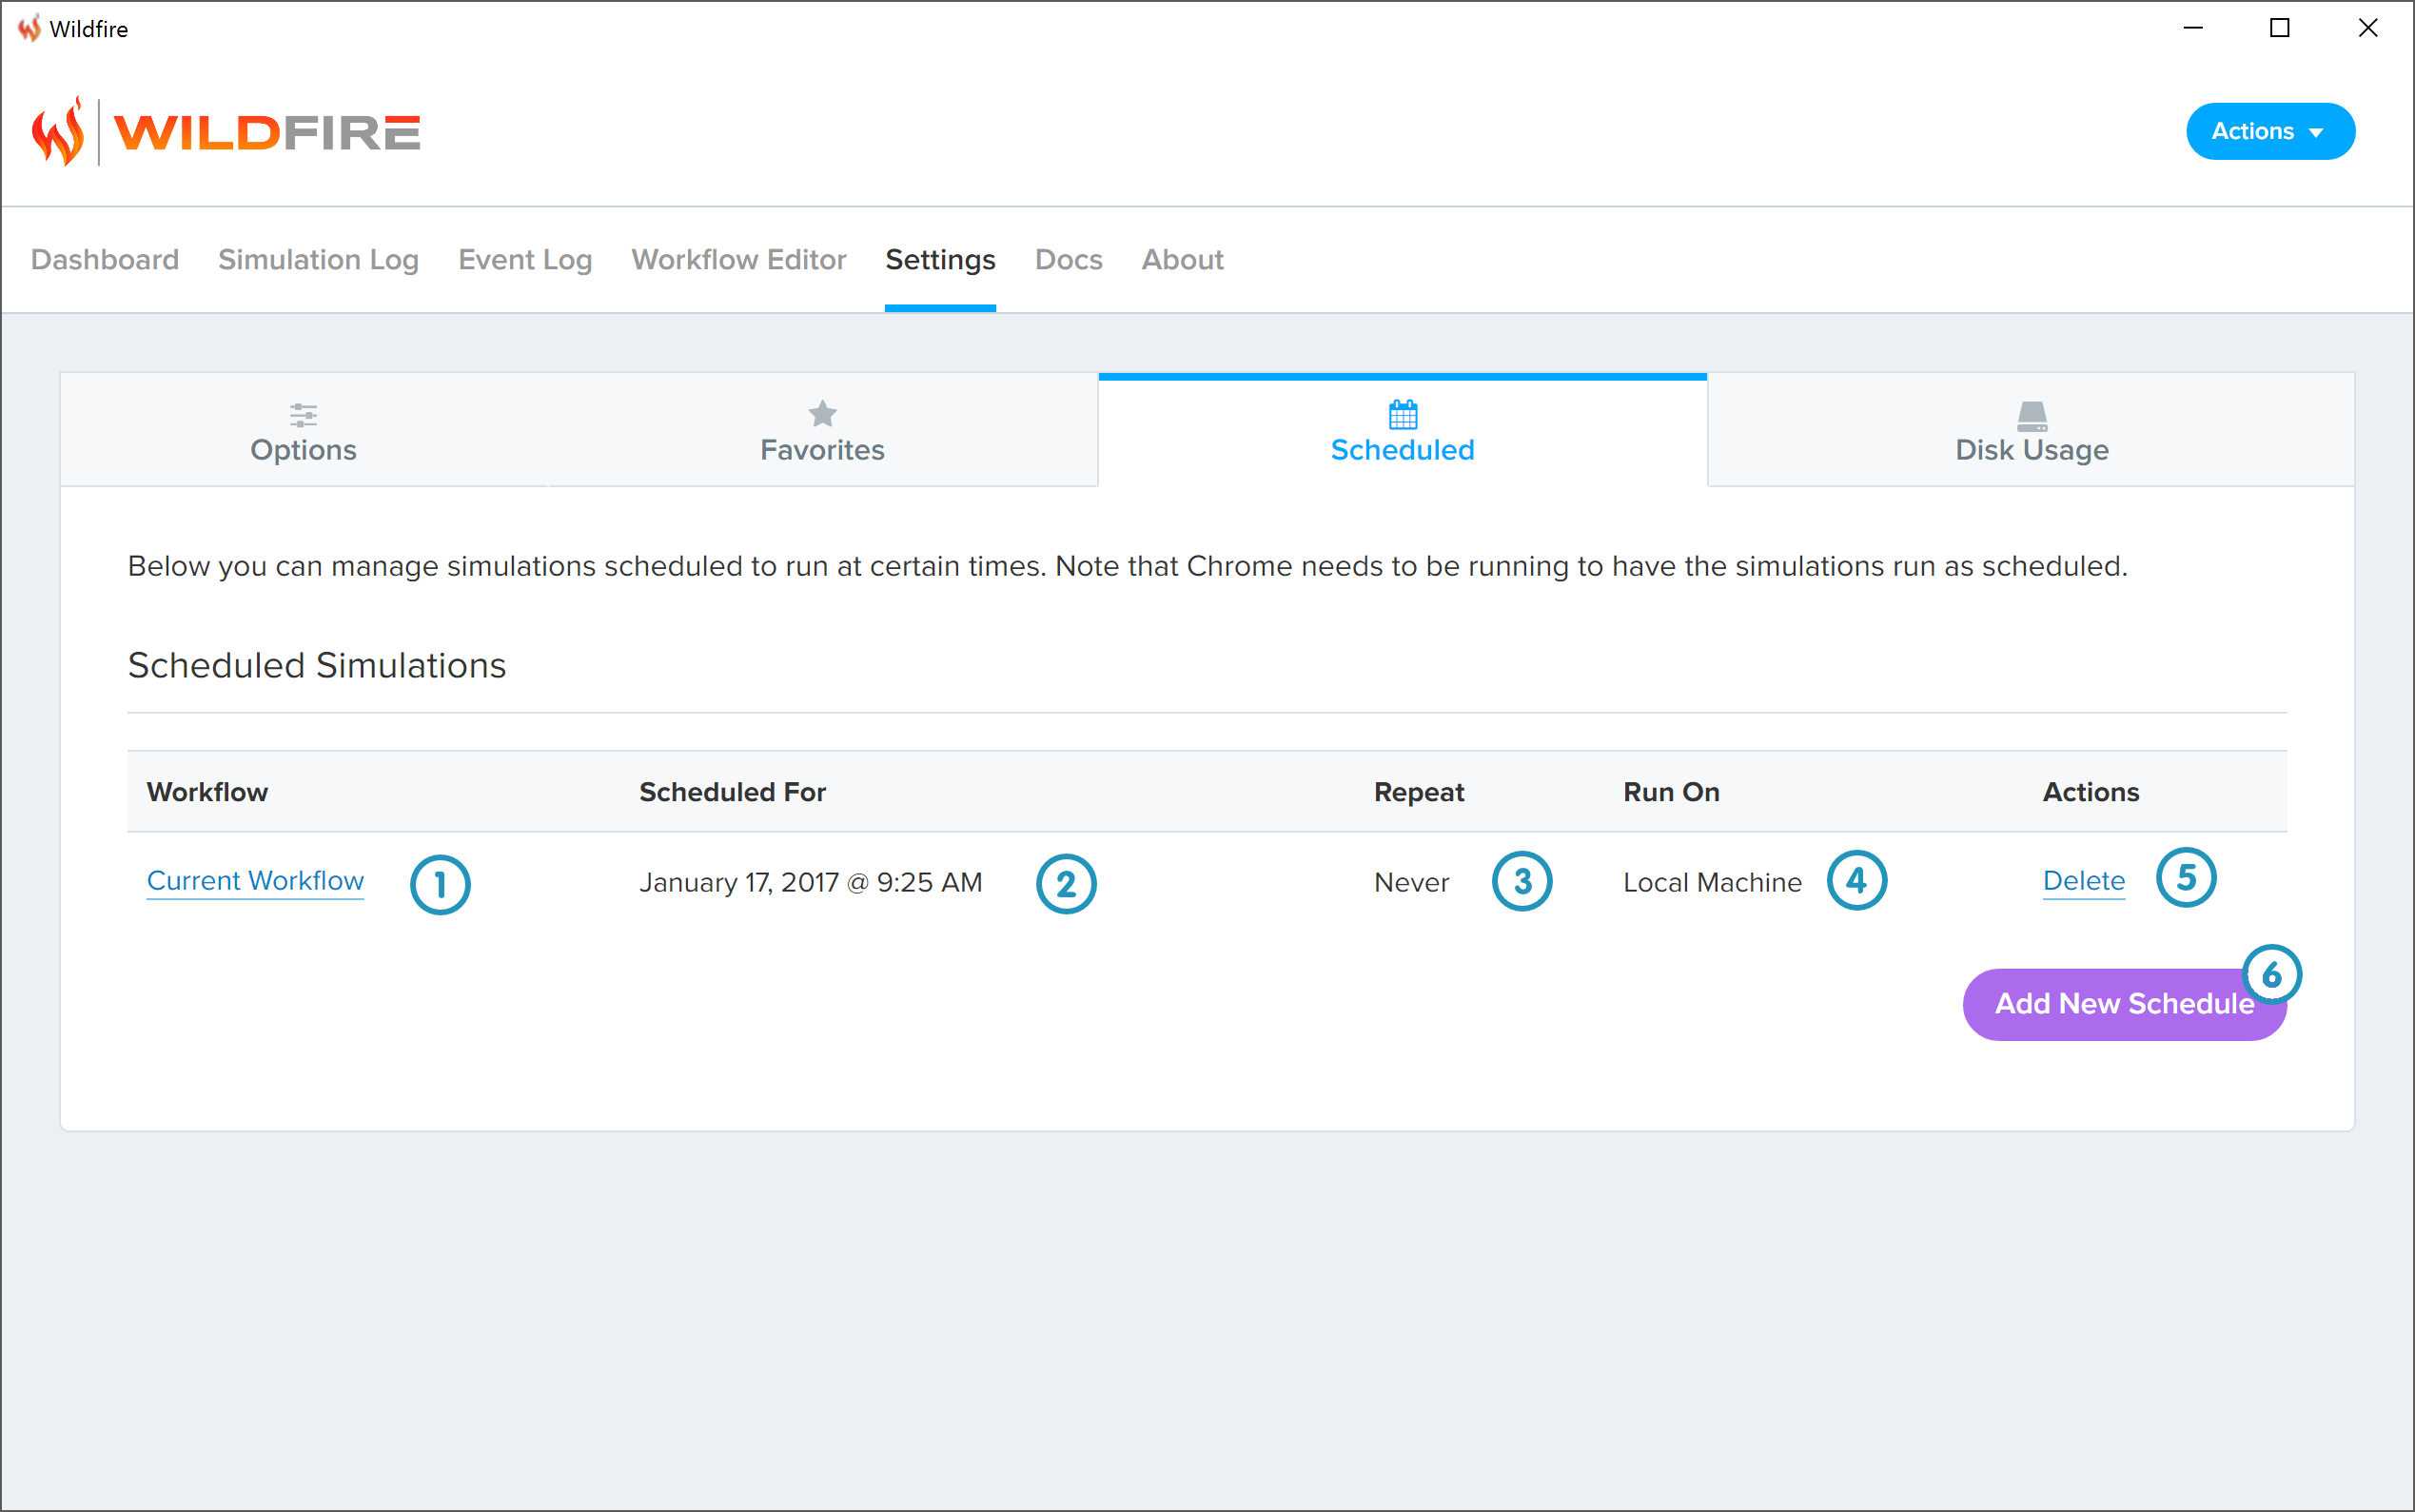 Wildfire
WILDFIRE
Actions
Dashboard Simulation Log Event Log Workflow Editor Settings Docs About
Options Favorites Scheduled Disk Usage
Below you can manage simulations scheduled to run at certain times. Note that Chrome needs to be running to have the simulations run as scheduled.
Scheduled Simulations
Workflow Scheduled For Repeat Run On Actions
Current Workflow 1 January 17, 2017 @ 9:25 AM 2 Never 3 Local Machine 4 Delete 5
6
Add New Schedule